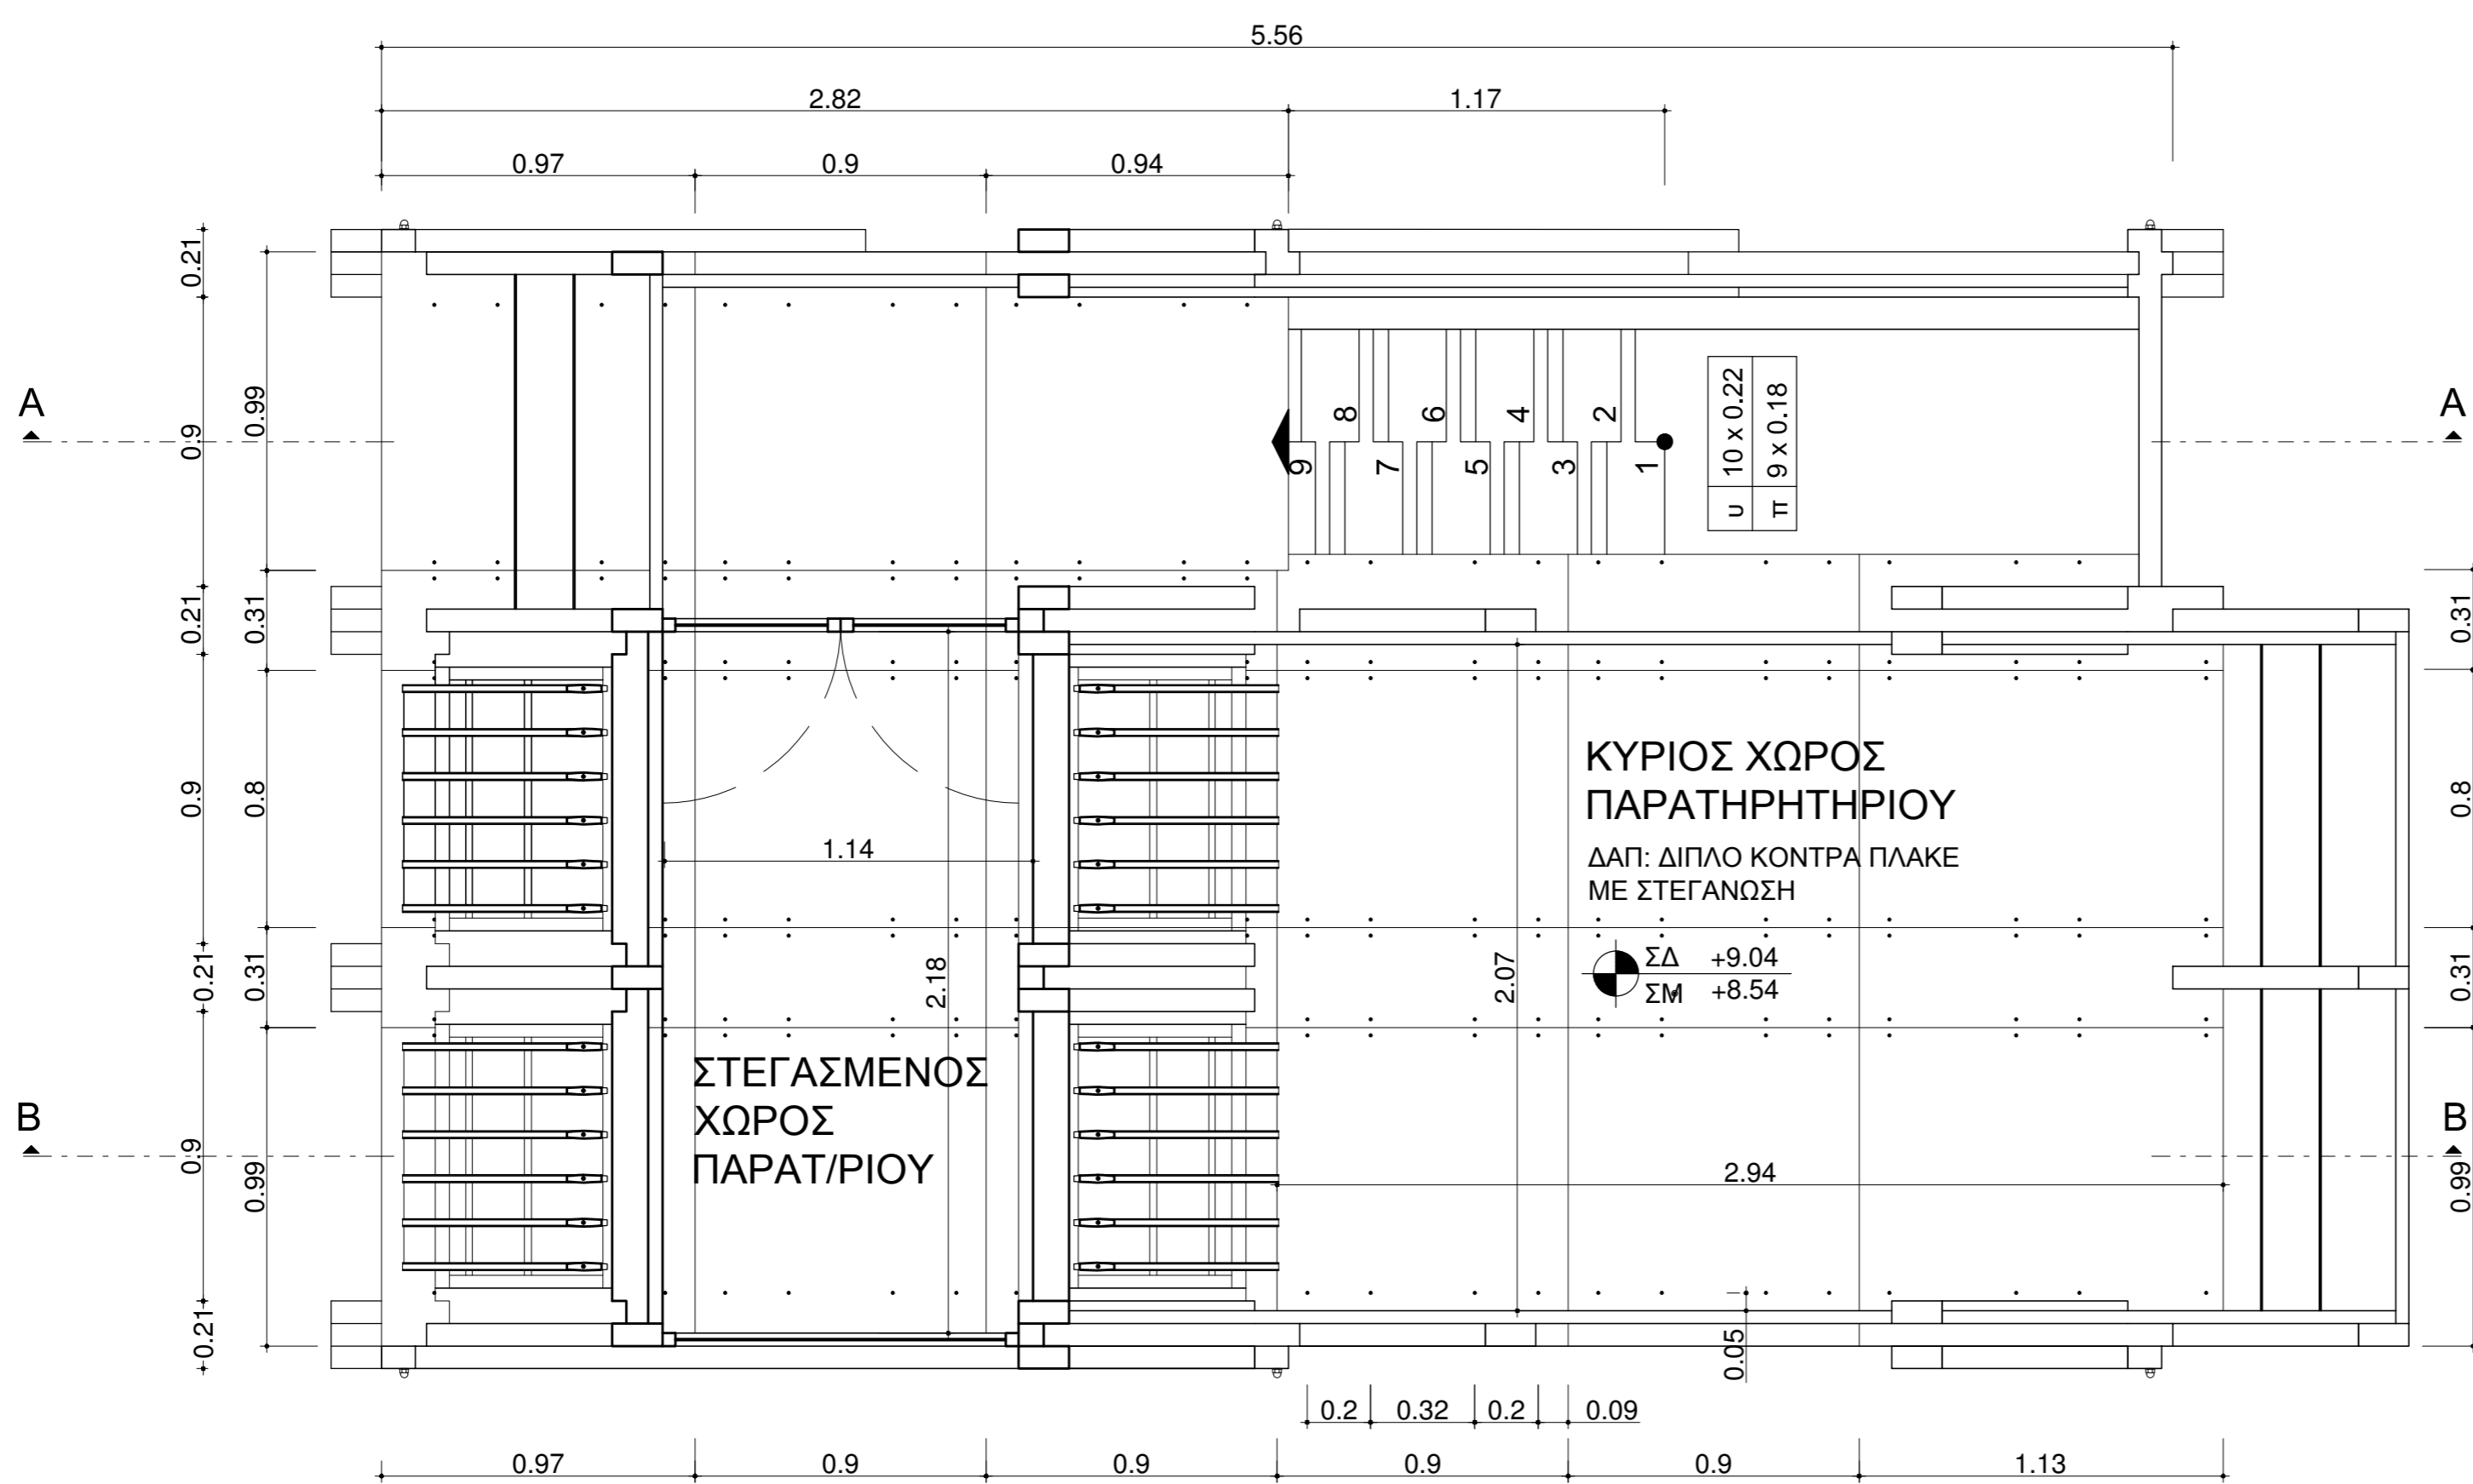 5.56
2.82 1.17
0.97 0.9 0.94
0.21
0.9
0.21
0.9
0.21
0.9
0.21
0.99
0.31
0.8
0.31
0.99
A
A
B
B
9
8
7
6
5
4
3
2
1
υ 10 x 0.22
π 9 x 0.18
ΚΥΡΙΟΣ ΧΩΡΟΣ
ΠΑΡΑΤΗΡΗΤΗΡΙΟΥ
ΔΑΠ: ΔΙΠΛΟ ΚΟΝΤΡΑ ΠΛΑΚΕ
ΜΕ ΣΤΕΓΑΝΩΣΗ
ΣΔ +9.04
ΣΜ +8.54
1.14
2.18
2.07
ΣΤΕΓΑΣΜΕΝΟΣ
ΧΩΡΟΣ
ΠΑΡΑΤ/ΡΙΟΥ
2.94
0.31
0.8
0.31
0.99
0.05
0.2 0.32 0.2 0.09
0.97 0.9 0.9 0.9 0.9 1.13